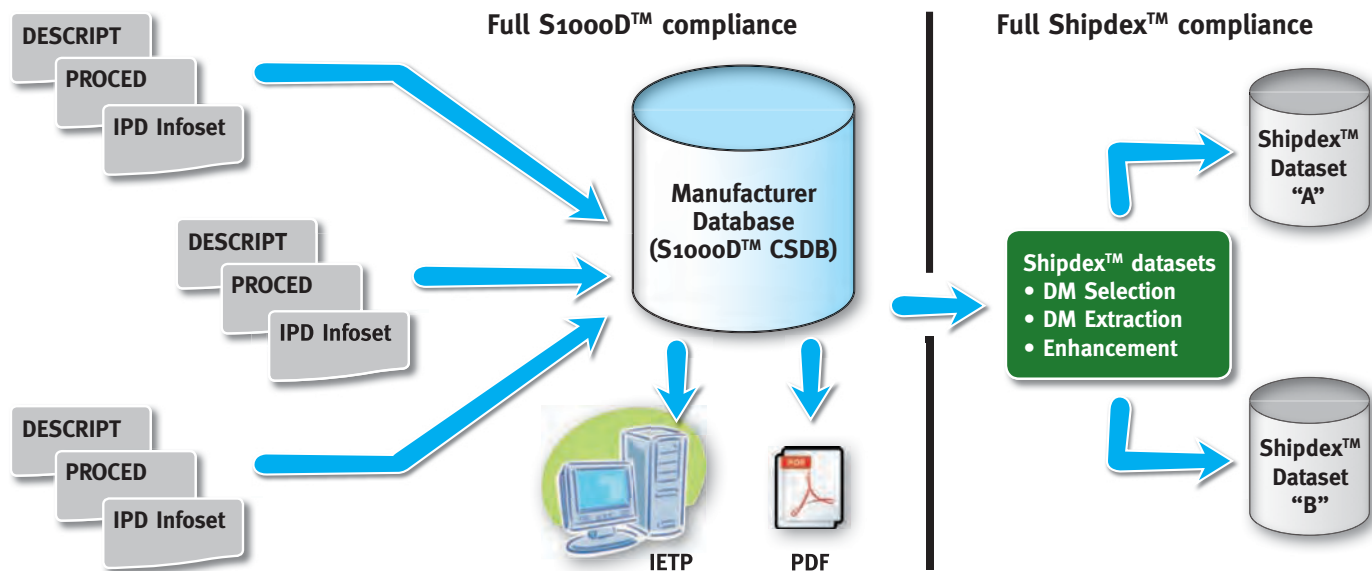 Full S1000D™ compliance
Full Shipdex™ compliance
DESCRIPT
PROCED
IPD Infoset
DESCRIPT
PROCED
IPD Infoset
DESCRIPT
PROCED
IPD Infoset
Manufacturer
Database
(S1000D™ CSDB)
IETP
PDF
PDF
Shipdex™ datasets
• DM Selection
• DM Extraction
• Enhancement
Shipdex™
Dataset
“A”
Shipdex™
Dataset
“B”